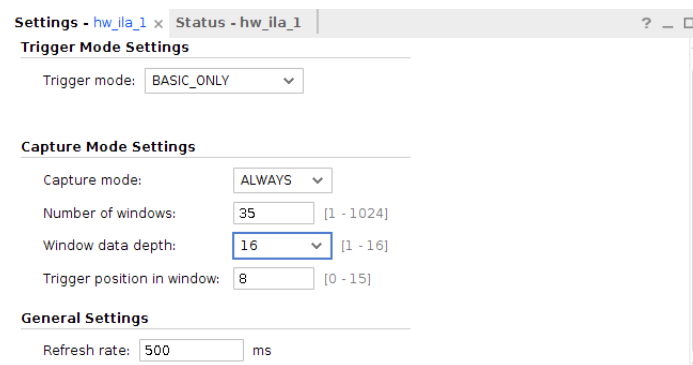 Settings - hw_ila_1 × Status - hw_ila_1 ? _
Trigger Mode Settings
Trigger mode: BASIC_ONLY
Capture Mode Settings
Capture mode: ALWAYS
Number of windows: 35 [1 - 1024]
Window data depth: 16 [1 - 16]
Trigger position in window: 8 [0 - 15]
General Settings
Refresh rate: 500 ms